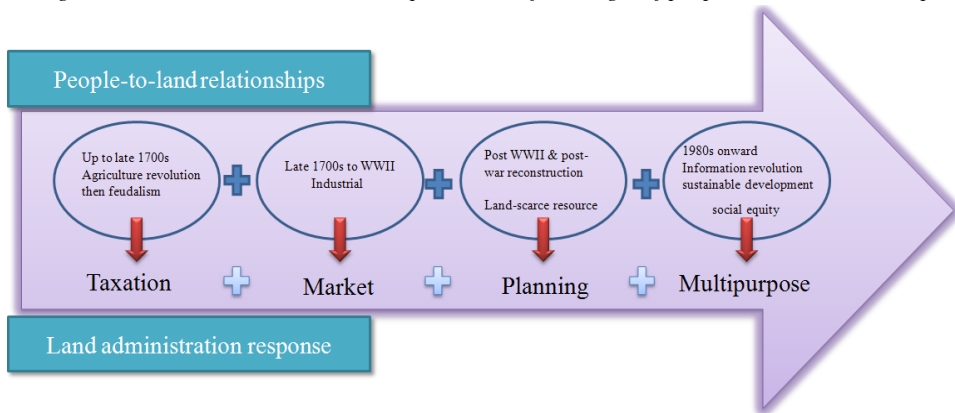 People-to-land relationships
Up to late 1700s
Agriculture revolution
then feudalism
Late 1700s to WWII
Industrial
Post WWII & post-
war reconstruction
Land-scarce resource
1980s onward
Information revolution
sustainable development
social equity
Taxation
Market
Planning
Multipurpose
Land administration response